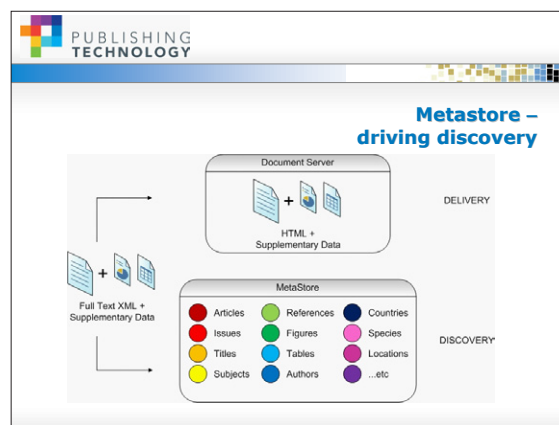 PUBLISHING
TECHNOLOGY
Metastore –
driving discovery
Document Server
+
HTML +
Supplementary Data
DELIVERY
+
Full Text XML +
Supplementary Data
MetaStore
Articles
References
Countries
Issues
Figures
Species
Titles
Tables
Locations
Subjects
Authors
...etc
DISCOVERY